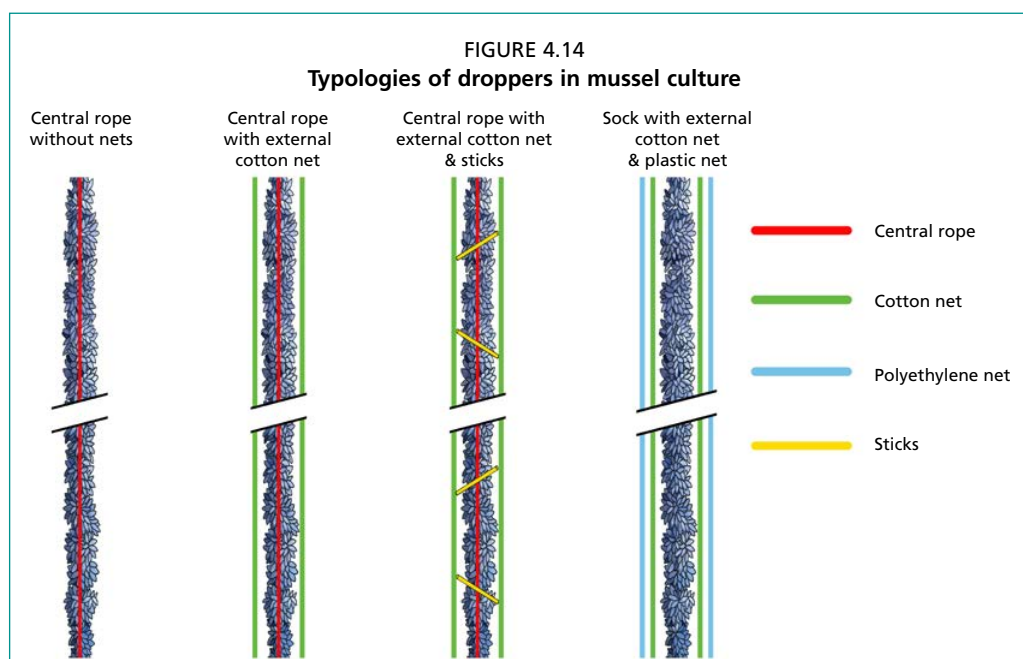 FIGURE 4.14
Typologies of droppers in mussel culture
Central rope
without nets
Central rope
with external
cotton net
Central rope with
external cotton net
& sticks
Sock with external
cotton net
& plastic net
Central rope
Cotton net
Polyethylene net
Sticks